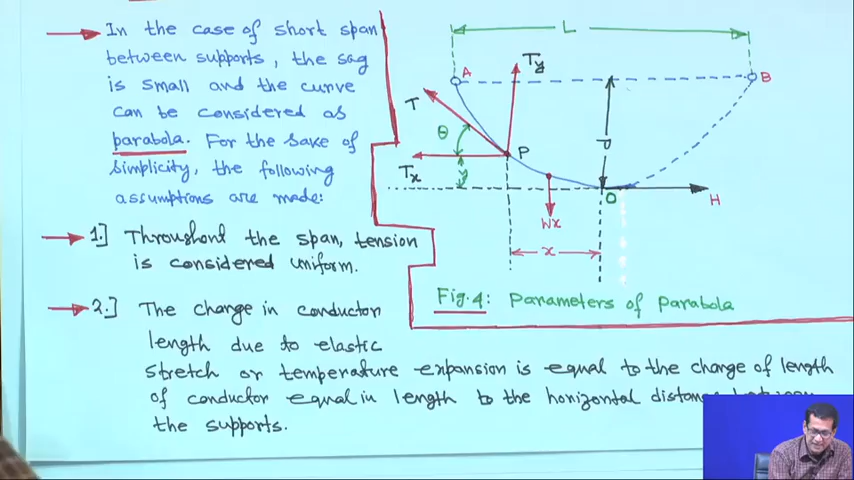 In the case of short span
between supports, the sag
is small and the curve
can be considered as
parabola. For the sake of
simplicity, the following
assumptions are made:
1.] Throughout the span, tension
is considered uniform.
2.] The change in conductor
length due to elastic
stretch or temperature expansion is equal to the change of length
of conductor equal in length to the horizontal distance between
the supports.
L
A
B
Ty
T
θ
d
P
Tx
y
O
H
Wx
x
Fig.4: Parameters of Parabola